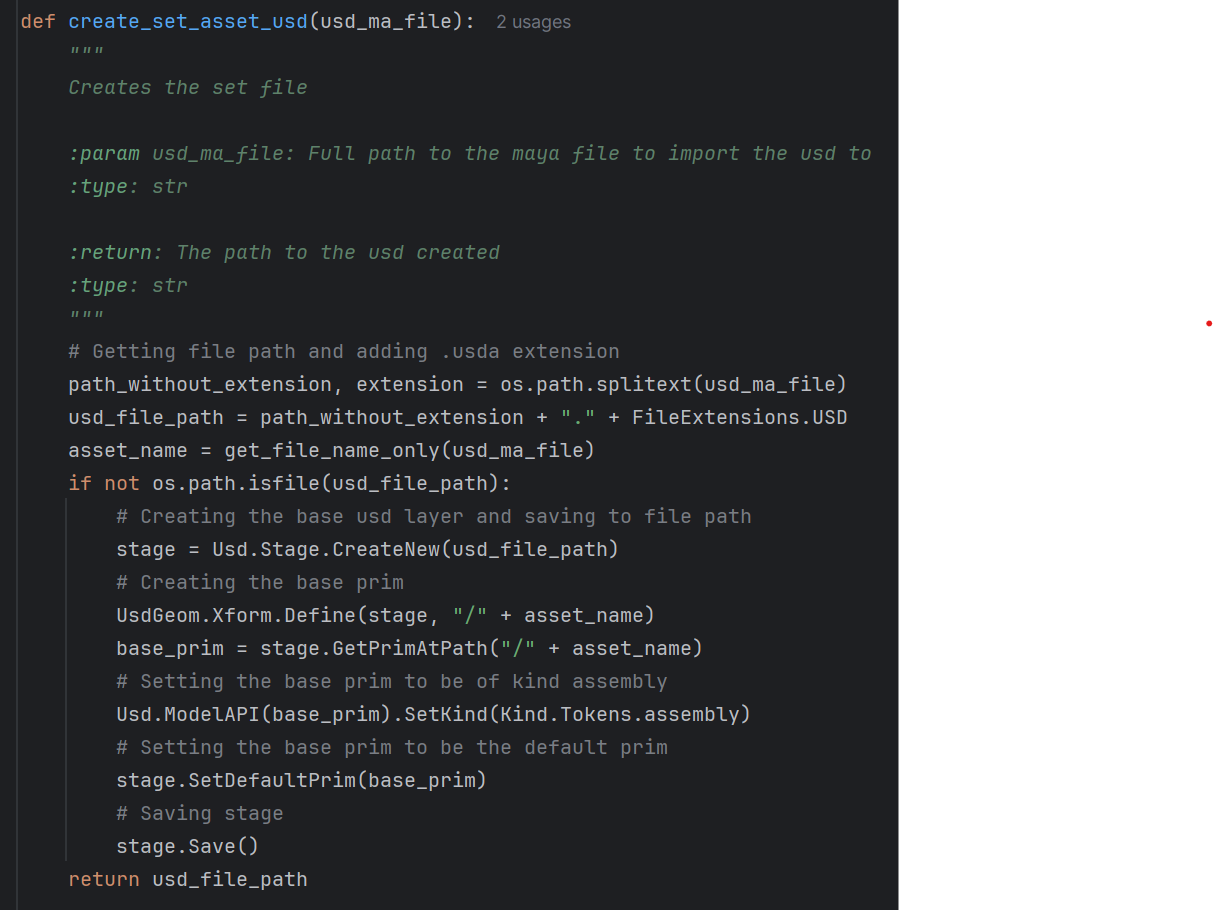 def create_set_asset_usd(usd_ma_file): 2 usages
    """
    Creates the set file

    :param usd_ma_file: Full path to the maya file to import the usd to
    :type: str

    :return: The path to the usd created
    :type: str
    """
    # Getting file path and adding .usda extension
    path_without_extension, extension = os.path.splitext(usd_ma_file)
    usd_file_path = path_without_extension + "." + FileExtensions.USD
    asset_name = get_file_name_only(usd_ma_file)
    if not os.path.isfile(usd_file_path):
        # Creating the base usd layer and saving to file path
        stage = Usd.Stage.CreateNew(usd_file_path)
        # Creating the base prim
        UsdGeom.Xform.Define(stage, "/" + asset_name)
        base_prim = stage.GetPrimAtPath("/" + asset_name)
        # Setting the base prim to be of kind assembly
        Usd.ModelAPI(base_prim).SetKind(Kind.Tokens.assembly)
        # Setting the base prim to be the default prim
        stage.SetDefaultPrim(base_prim)
        # Saving stage
        stage.Save()
    return usd_file_path